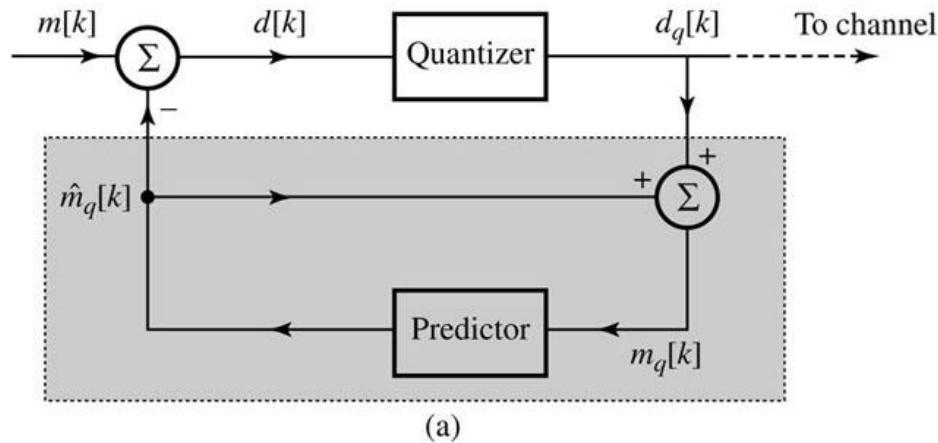 m[k]
d[k]
d_q[k]
To channel
Σ
Quantizer
−
+
+
m̂_q[k]
Σ
Predictor
m_q[k]
(a)